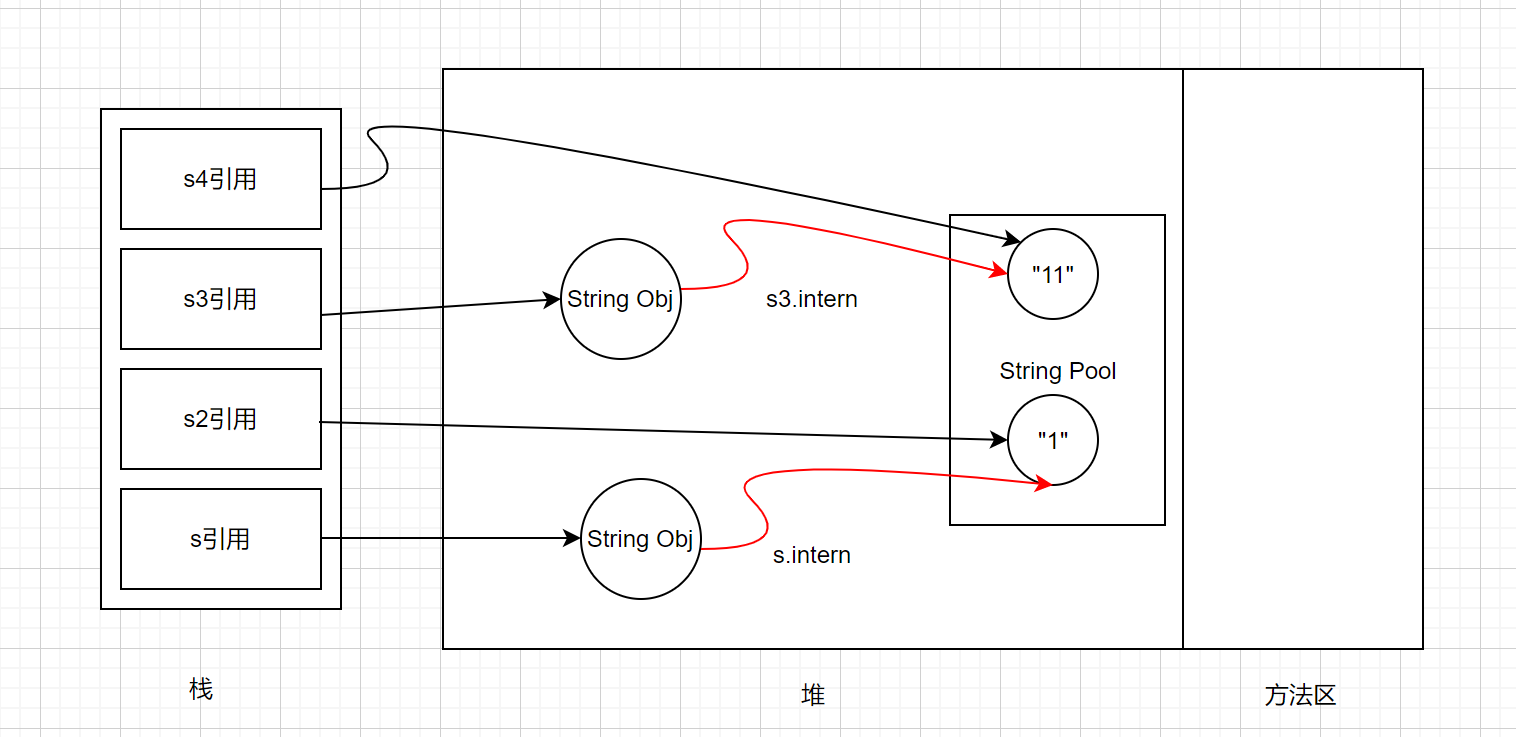 s4引用
s3引用
s2引用
s引用
String Obj
s3.intern
String Obj
s.intern
"11"
String Pool
"1"
栈
堆
方法区